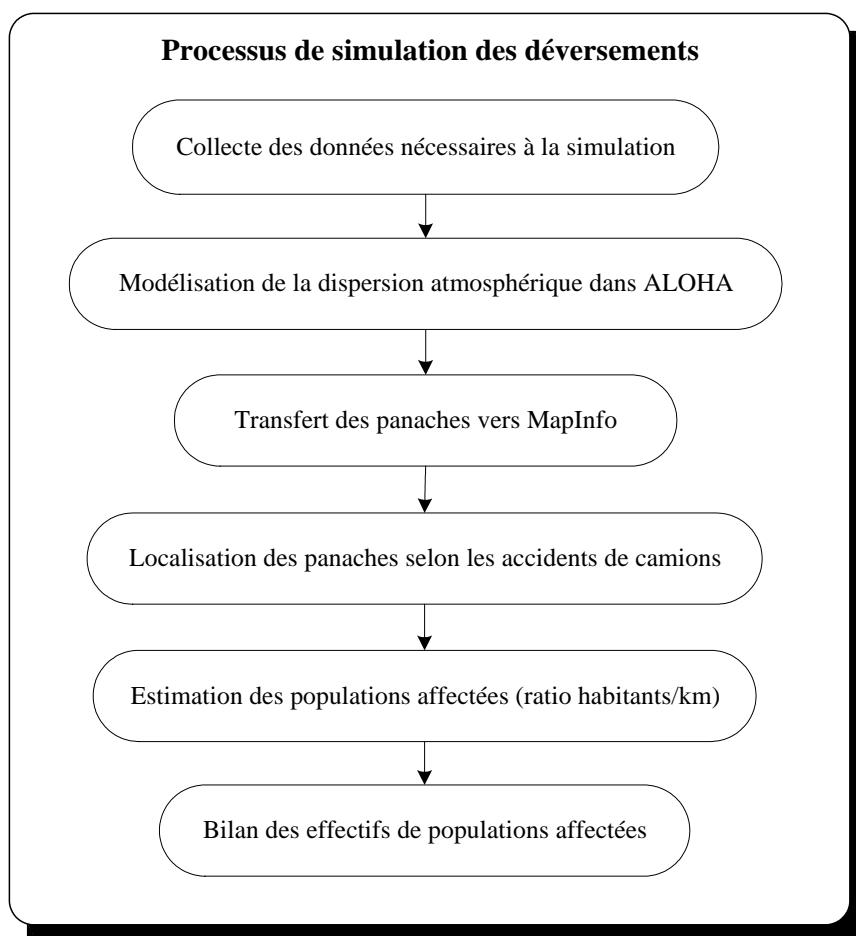 Processus de simulation des déversements
Collecte des données nécessaires à la simulation
Modélisation de la dispersion atmosphérique dans ALOHA
Transfert des panaches vers MapInfo
Localisation des panaches selon les accidents de camions
Estimation des populations affectées (ratio habitants/km)
Bilan des effectifs de populations affectées